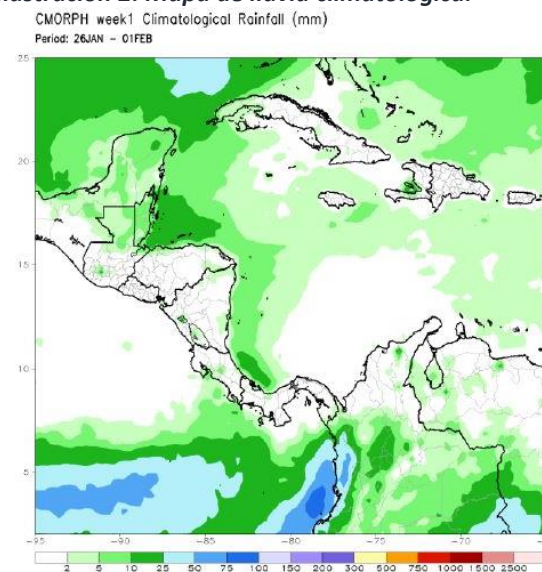 CMORPH week1 Climatological Rainfall (mm)
Period: 26JAN – 01FEB
25
20
15
10
5
-95 -90 -85 -80 -75 -70
2 5 10 25 50 75 100 150 200 300 500 750 1000 1500 2500